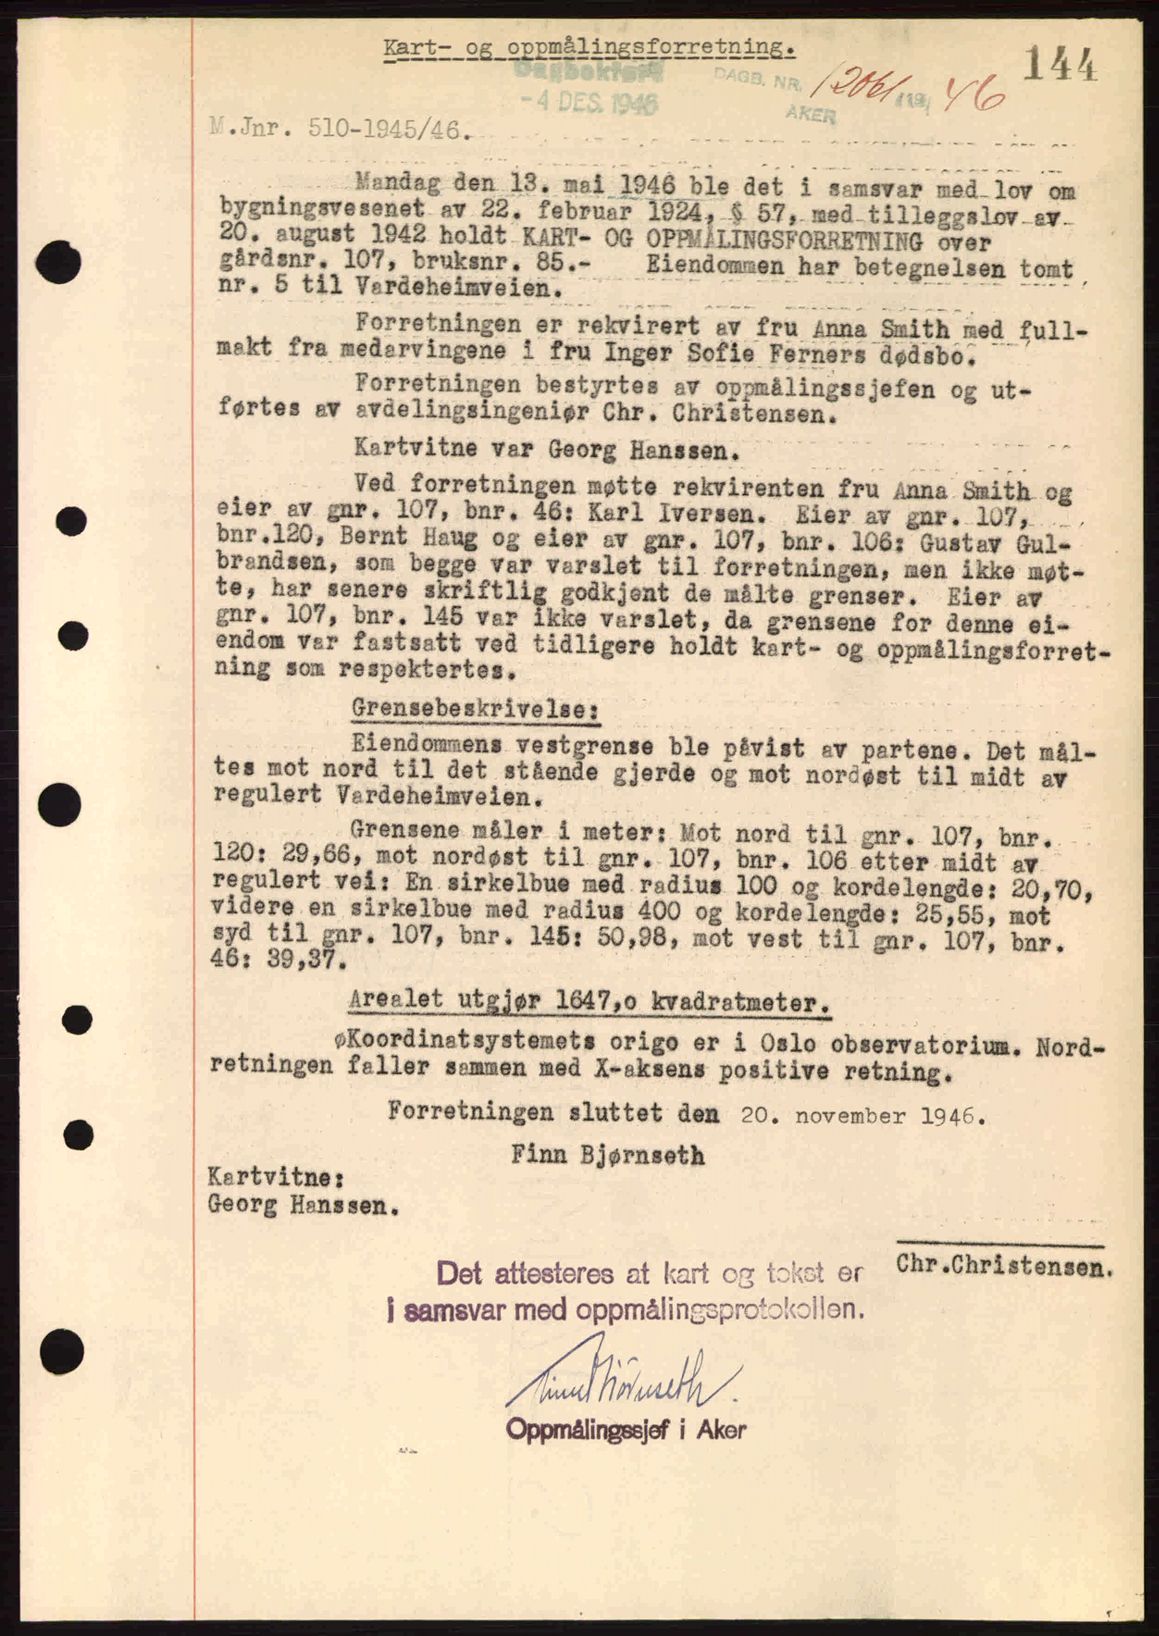 Kart- og oppmålingsforretning.
144
Dagbokført
- 4 DES. 1946
DAGB. NR. 12061 /19 46
AKER
M.Jnr. 510-1945/46.
Mandag den 13. mai 1946 ble det i samsvar med lov om
bygningsvesenet av 22. februar 1924, § 57, med tilleggslov av
20. august 1942 holdt KART- OG OPPMÅLINGSFORRETNING over
gårdsnr. 107, bruksnr. 85.- Eiendommen har betegnelsen tomt
nr. 5 til Vardeheimveien.
Forretningen er rekvirert av fru Anna Smith med full-
makt fra medarvingene i fru Inger Sofie Ferners dødsbo.
Forretningen bestyrtes av oppmålingssjefen og ut-
førtes av avdelingsingeniør Chr. Christensen.
Kartvitne var Georg Hanssen.
Ved forretningen møtte rekvirenten fru Anna Smith og
eier av gnr. 107, bnr. 46: Karl Iversen. Eier av gnr. 107,
bnr.120, Bernt Haug og eier av gnr. 107, bnr. 106: Gustav Gul-
brandsen, som begge var varslet til forretningen, men ikke møt-
te, har senere skriftlig godkjent de målte grenser. Eier av
gnr. 107, bnr. 145 var ikke varslet, da grensene for denne ei-
endom var fastsatt ved tidligere holdt kart- og oppmålingsforret-
ning som respektertes.
Grensebeskrivelse:
Eiendommens vestgrense ble påvist av partene. Det mål-
tes mot nord til det stående gjerde og mot nordøst til midt av
regulert Vardeheimveien.
Grensene måler i meter: Mot nord til gnr. 107, bnr.
120: 29,66, mot nordøst til gnr. 107, bnr. 106 etter midt av
regulert vei: En sirkelbue med radius 100 og kordelengde: 20,70,
videre en sirkelbue med radius 400 og kordelengde: 25,55, mot
syd til gnr. 107, bnr. 145: 50,98, mot vest til gnr. 107, bnr.
46: 39,37.
Arealet utgjør 1647,o kvadratmeter.
øKoordinatsystemets origo er i Oslo observatorium. Nord-
retningen faller sammen med X-aksens positive retning.
Forretningen sluttet den 20. november 1946.
Finn Bjørnseth
Kartvitne:
Georg Hanssen.
Chr.Christensen.
Det attesteres at kart og tekst er
i samsvar med oppmålingsprotokollen.
Finn Bjørnseth.
Oppmålingssjef i Aker